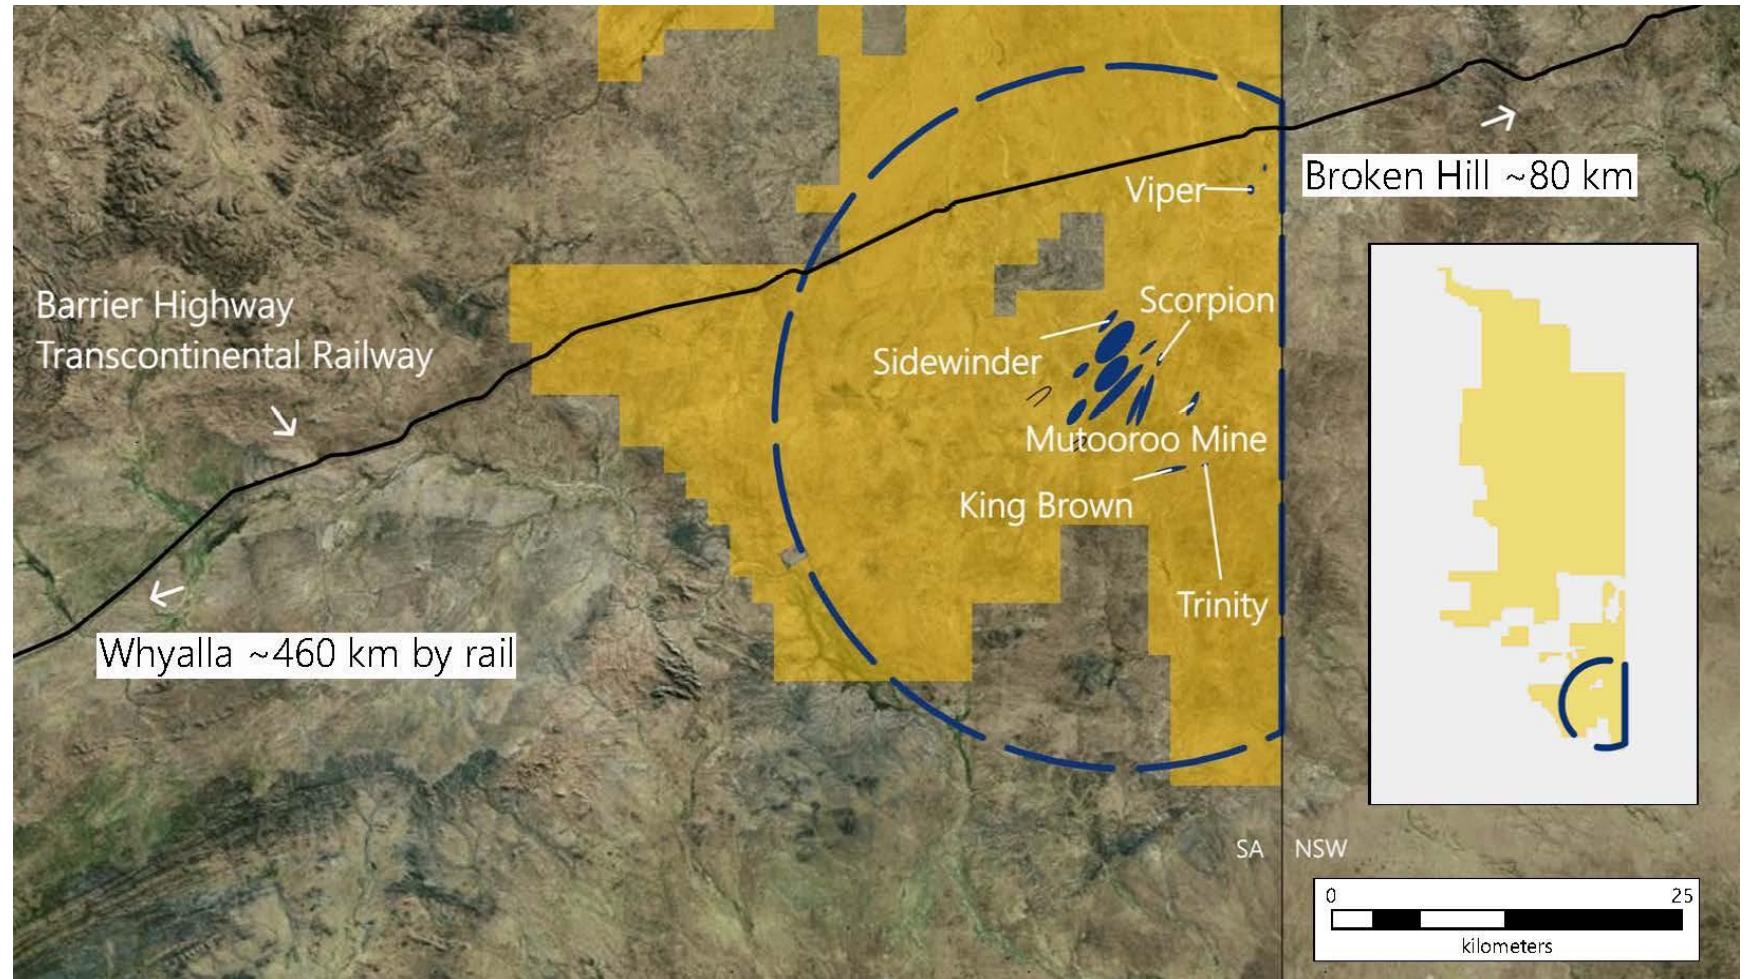 Broken Hill ~80 km
Viper
Barrier Highway
Transcontinental Railway
Scorpion
Sidewinder
Mutooroo Mine
King Brown
Trinity
Whyalla ~460 km by rail
SA
NSW
0
25
kilometers